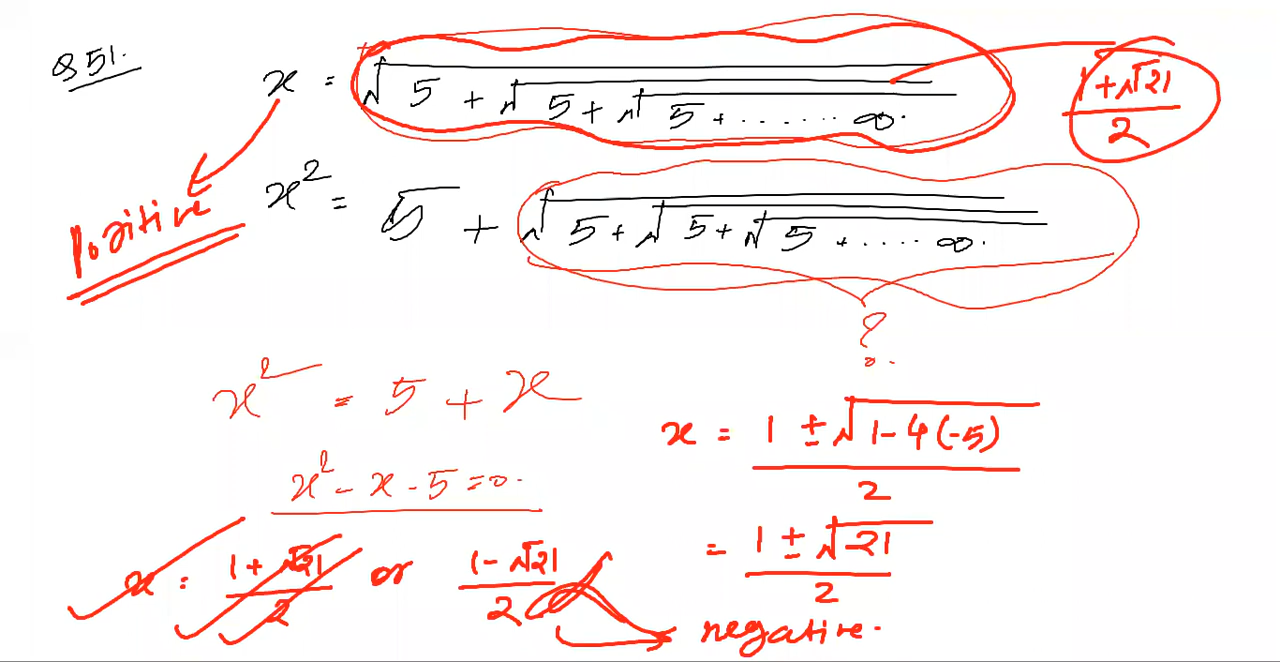 Q 51.
x = √(5 + √(5 + √(5 + ...... ∞.
(1 + √21)/2
positive
x² = 5 + √(5 + √(5 + √(5 + .... ∞.
?
x² = 5 + x
x² - x - 5 = 0.
x = (1 ± √(1 - 4(-5)))/2
= (1 ± √21)/2
x = (1 + √21)/2 or (1 - √21)/2
negative.